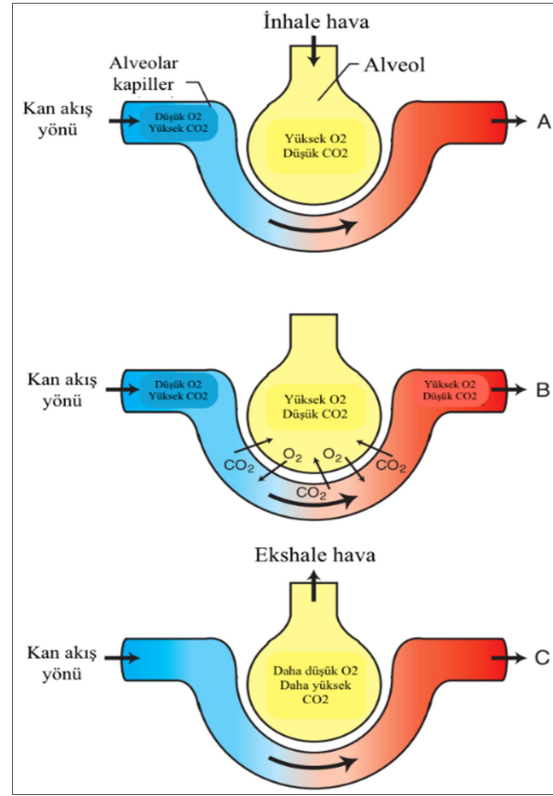 İnhale hava
Alveolar
kapiller
Alveol
Kan akış
yönü
Düşük O2
Yüksek CO2
Yüksek O2
Düşük CO2
A
Kan akış
yönü
Düşük O2
Yüksek CO2
Yüksek O2
Düşük CO2
Yüksek O2
Düşük CO2
B
CO₂
O₂
CO₂
O₂
CO₂
Ekshale hava
Kan akış
yönü
Daha düşük O2
Daha yüksek
CO2
C